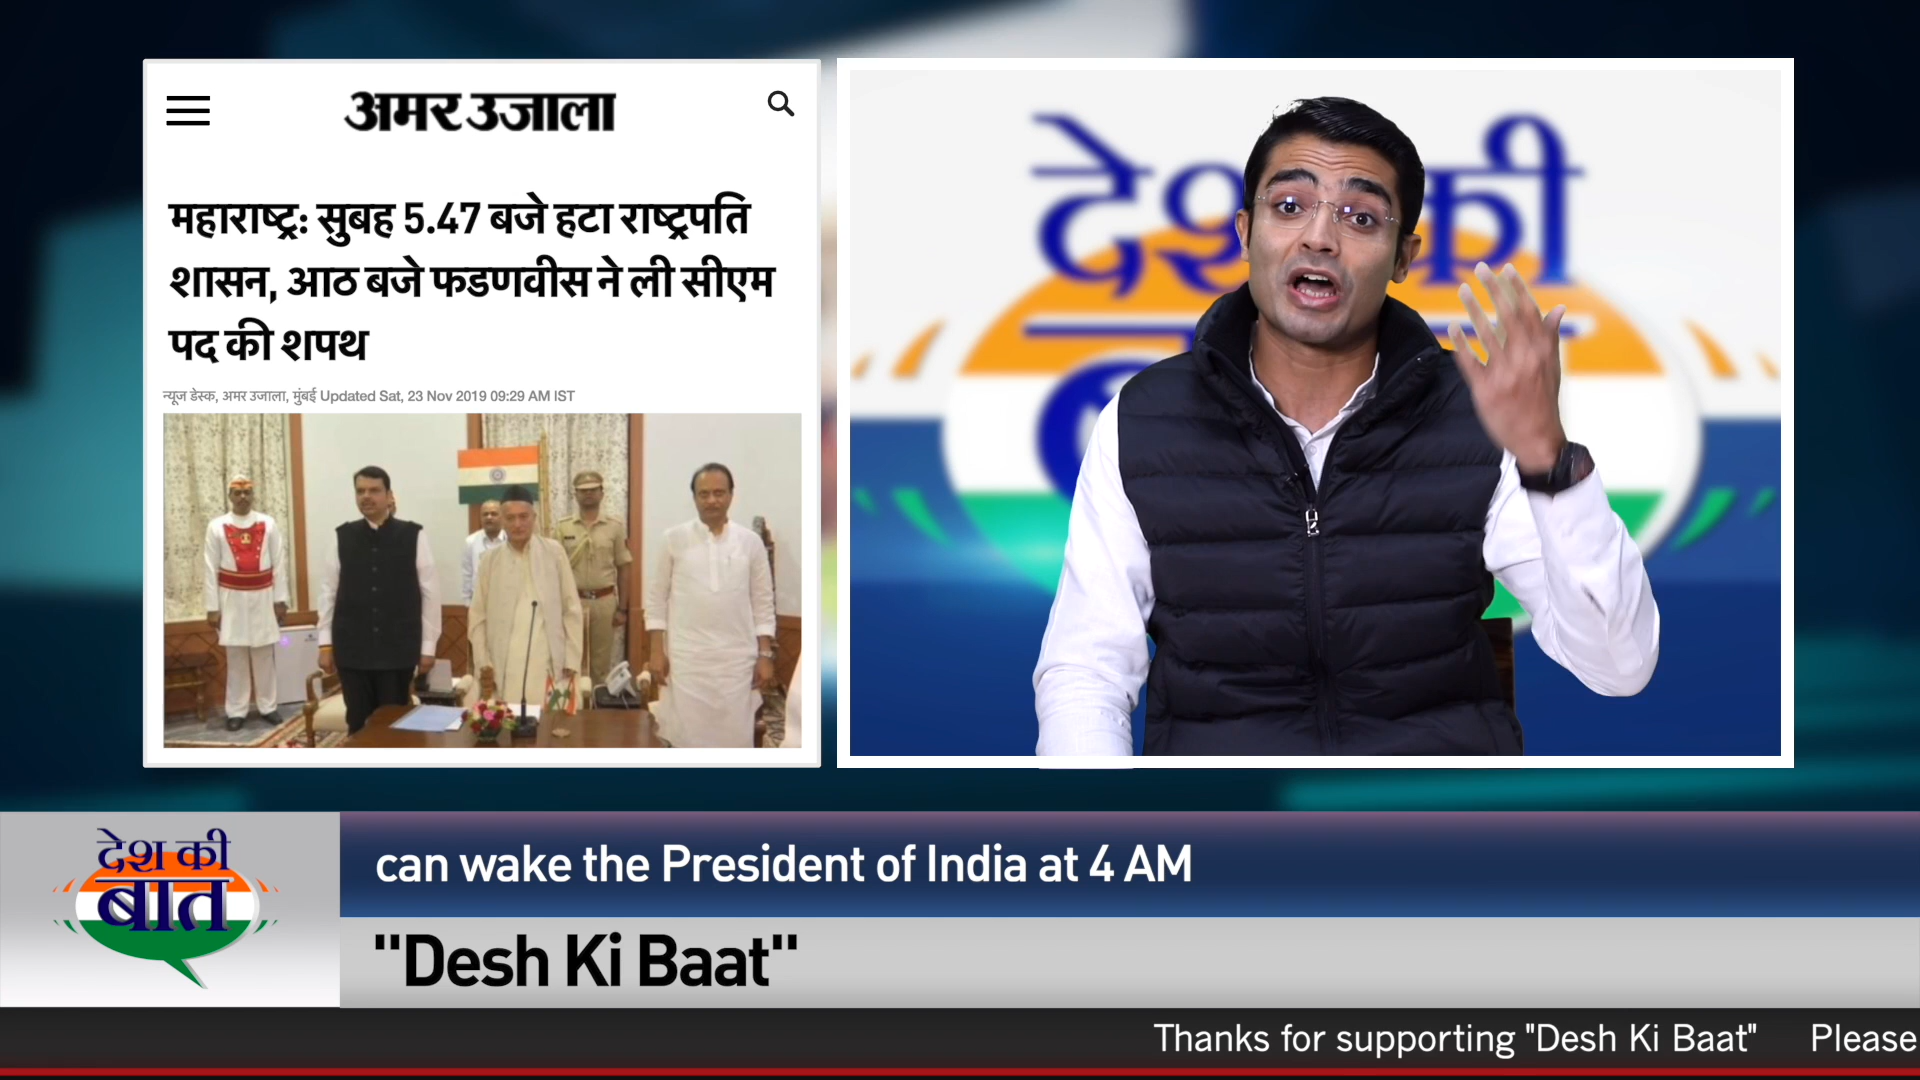 अमर उजाला
महाराष्ट्र: सुबह 5.47 बजे हटा राष्ट्रपति
शासन, आठ बजे फडणवीस ने ली सीएम
पद की शपथ
न्यूज डेस्क, अमर उजाला, मुंबई Updated Sat, 23 Nov 2019 09:29 AM IST
देश की
देश की
बात
can wake the President of India at 4 AM
"Desh Ki Baat"
Thanks for supporting "Desh Ki Baat" Please